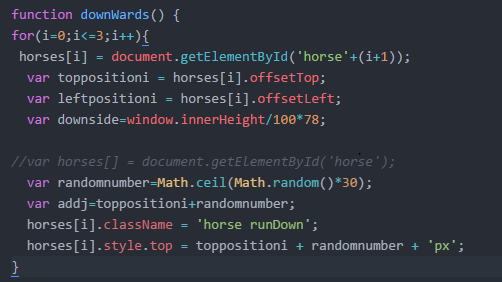 function downWards() {
for(i=0;i<=3;i++){
horses[i] = document.getElementById('horse'+(i+1));
var toppositioni = horses[i].offsetTop;
var leftpositioni = horses[i].offsetLeft;
var downside=window.innerHeight/100*78;
//var horses[] = document.getElementById('horse');
var randomnumber=Math.ceil(Math.random()*30);
var addj=toppositioni+randomnumber;
horses[i].className = 'horse runDown';
horses[i].style.top = toppositioni + randomnumber + 'px';
}